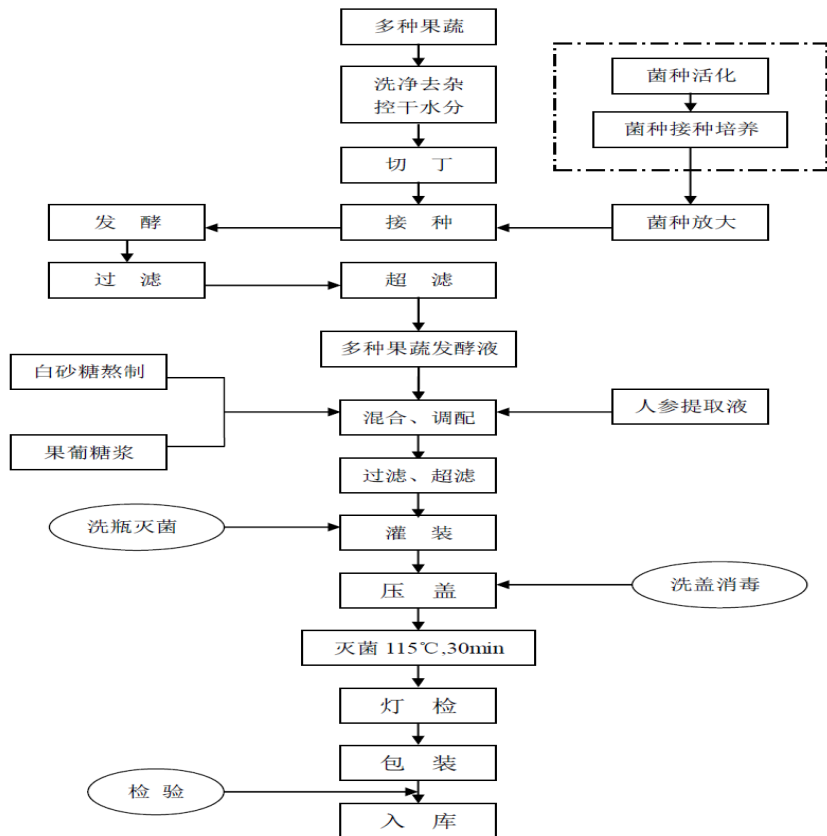 多种果蔬
洗净去杂
控干水分
菌种活化
菌种接种培养
切 丁
发 酵
接 种
菌种放大
过 滤
超 滤
多种果蔬发酵液
白砂糖熬制
混合、调配
人参提取液
果葡糖浆
过滤、超滤
洗瓶灭菌
灌 装
压 盖
洗盖消毒
灭菌 115℃,30min
灯 检
包 装
检 验
入 库